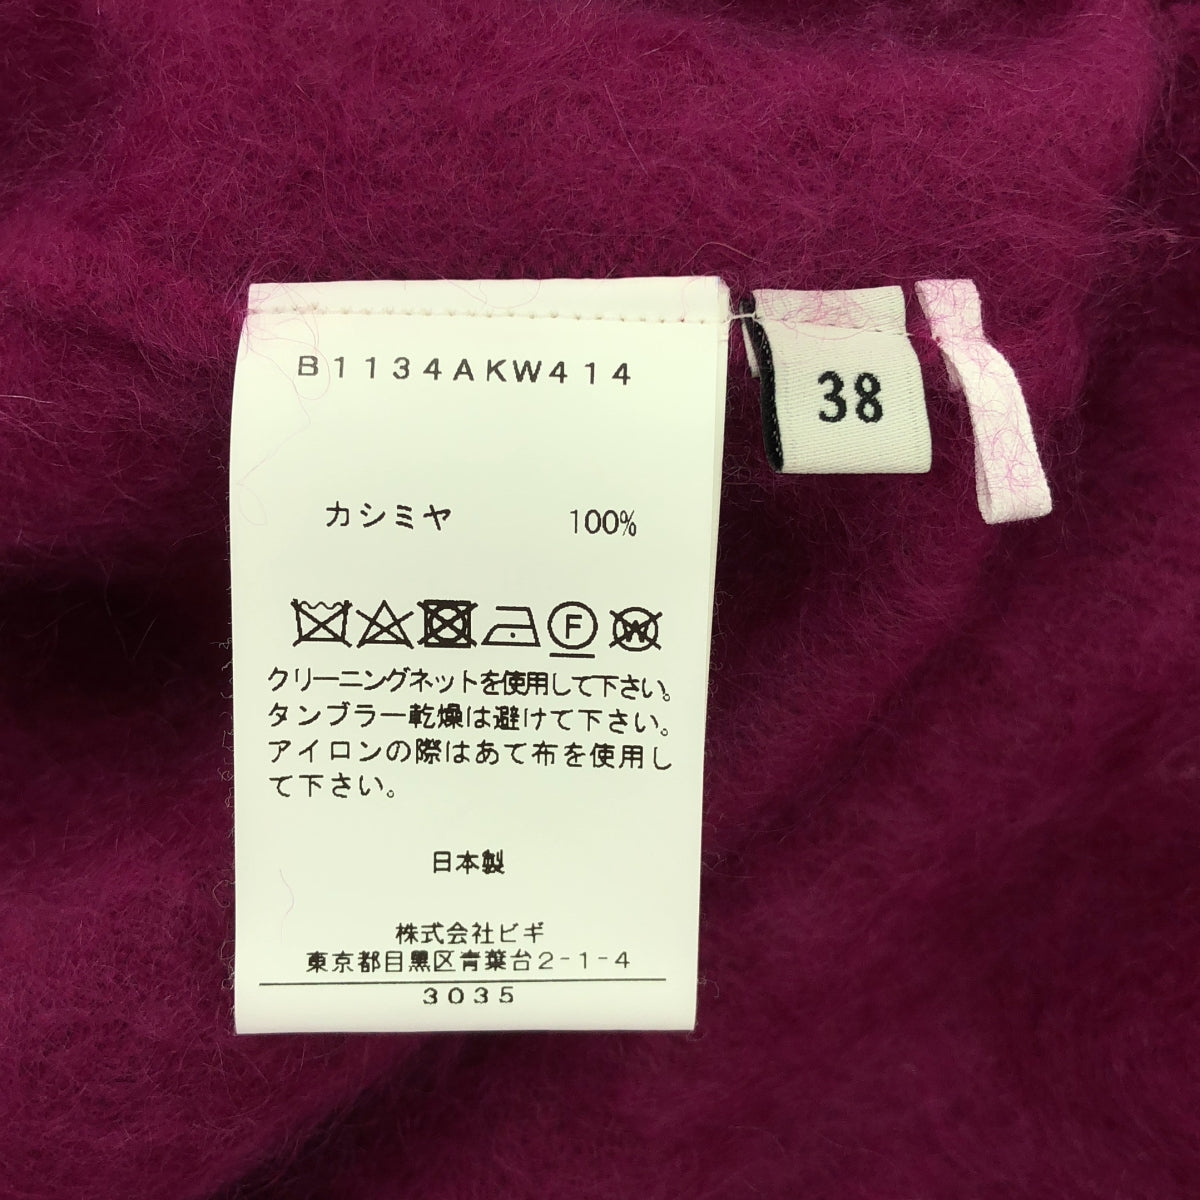 B1134AKW414
38
カシミヤ 100%
F W
クリーニングネットを使用して下さい。
タンブラー乾燥は避けて下さい。
アイロンの際はあて布を使用し
て下さい。
日本製
株式会社ビギ
東京都目黒区青葉台2-1-4
3035